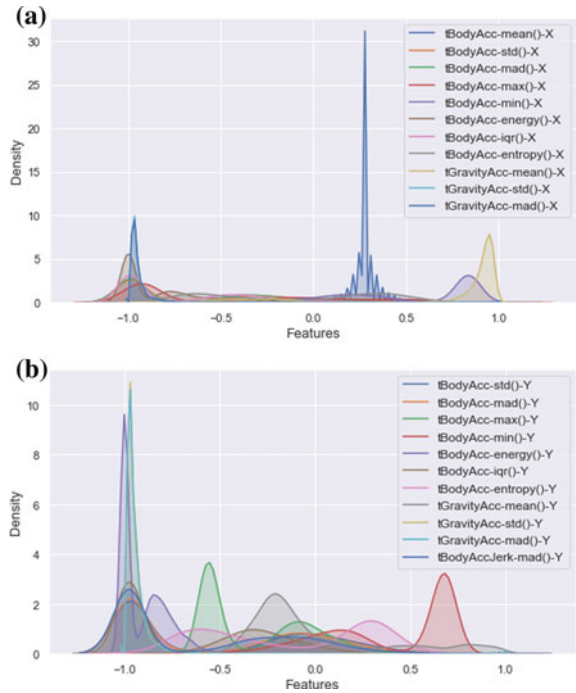 (a)
30
25
20
15
10
5
0
Density
tBodyAcc-mean()-X
tBodyAcc-std()-X
tBodyAcc-mad()-X
tBodyAcc-max()-X
tBodyAcc-min()-X
tBodyAcc-energy()-X
tBodyAcc-iqr()-X
tBodyAcc-entropy()-X
tGravityAcc-mean()-X
tGravityAcc-std()-X
tGravityAcc-mad()-X
−1.0 −0.5 0.0 0.5 1.0
Features
(b)
10
8
6
4
2
0
Density
tBodyAcc-std()-Y
tBodyAcc-mad()-Y
tBodyAcc-max()-Y
tBodyAcc-min()-Y
tBodyAcc-energy()-Y
tBodyAcc-iqr()-Y
tBodyAcc-entropy()-Y
tGravityAcc-mean()-Y
tGravityAcc-std()-Y
tGravityAcc-mad()-Y
tBodyAccJerk-mad()-Y
−1.0 −0.5 0.0 0.5 1.0
Features